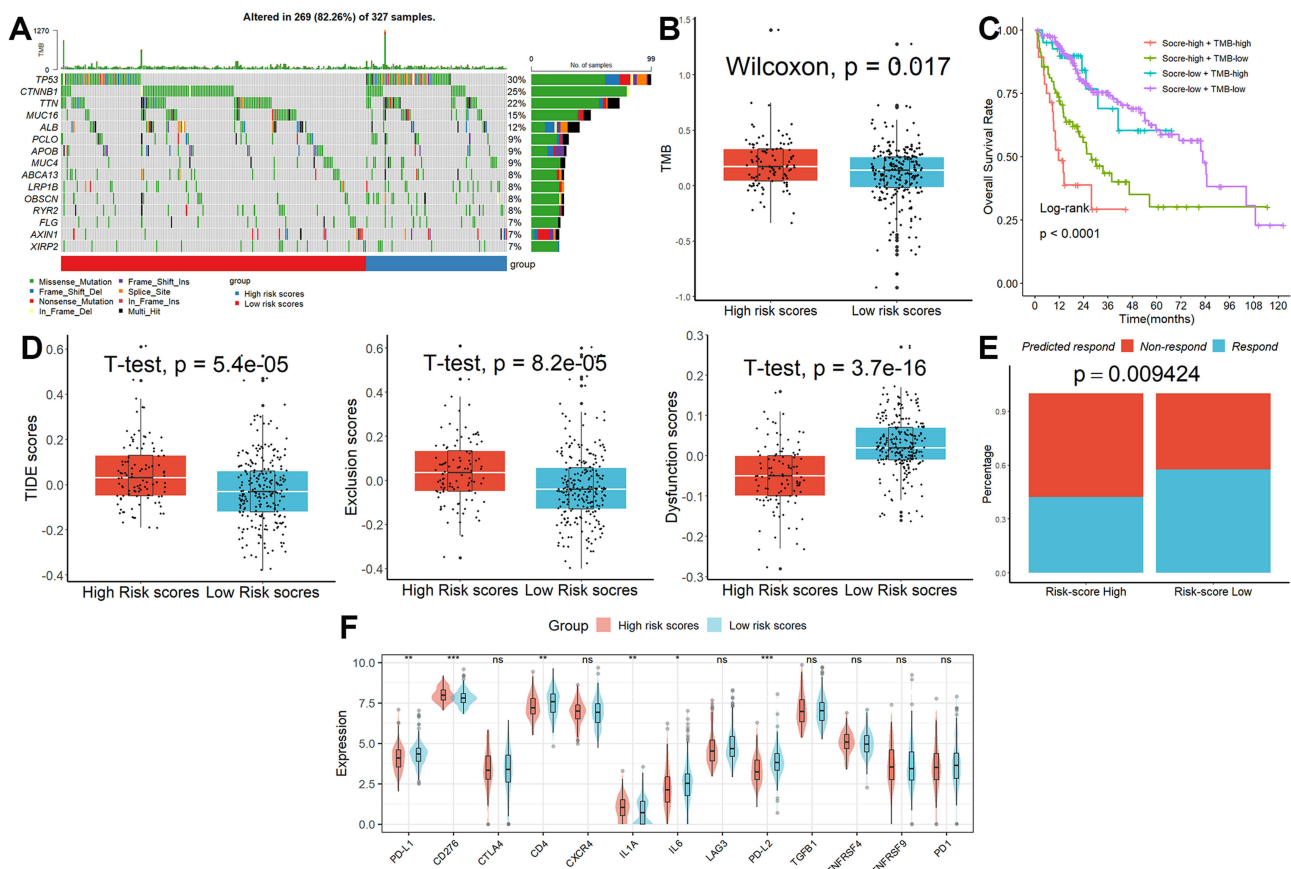 A
Altered in 269 (82.26%) of 327 samples.
1270
TMB
0
0
No. of samples
99
TP53 30%
CTNNB1 25%
TTN 22%
MUC16 15%
ALB 12%
PCLO 9%
APOB 9%
MUC4 9%
ABCA13 8%
LRP1B 8%
OBSCN 8%
RYR2 8%
FLG 7%
AXIN1 7%
XIRP2 7%
group
Missense_Mutation
Frame_Shift_Del
Nonsense_Mutation
In_Frame_Del
Frame_Shift_Ins
Splice_Site
In_Frame_Ins
Multi_Hit
group
High risk scores
Low risk scores
B
Wilcoxon, p = 0.017
TMB
1.5
1.0
0.5
0.0
-0.5
-1.0
High risk scores
Low risk scores
C
Overall Survival Rate
1.00
0.75
0.50
0.25
0.00
Socre-high + TMB-high
Socre-high + TMB-low
Socre-low + TMB-high
Socre-low + TMB-low
Log-rank
p < 0.0001
0 12 24 36 48 60 72 84 96 108 120
Time(months)
D
T-test, p = 5.4e-05
TIDE scores
0.6
0.4
0.2
0.0
-0.2
-0.4
High Risk scores
Low Risk socres
T-test, p = 8.2e-05
Exclusion scores
0.6
0.4
0.2
0.0
-0.2
-0.4
High Risk scores
Low Risk socres
T-test, p = 3.7e-16
Dysfunction scores
0.3
0.2
0.1
0.0
-0.1
-0.2
-0.3
High Risk scores
Low Risk socres
E
Predicted respond Non-respond Respond
p = 0.009424
Percentage
0.9
0.6
0.3
0.0
Risk-score High
Risk-score Low
F
Group High risk scores Low risk scores
** *** ns ** ns ** * ns *** ns ns ns ns
Expression
10.0
7.5
5.0
2.5
0.0
PD-L1
CD276
CTLA4
CD4
CXCR4
IL1A
IL6
LAG3
PD-L2
TGFB1
ENFRSF4
ENFRSF9
PD1